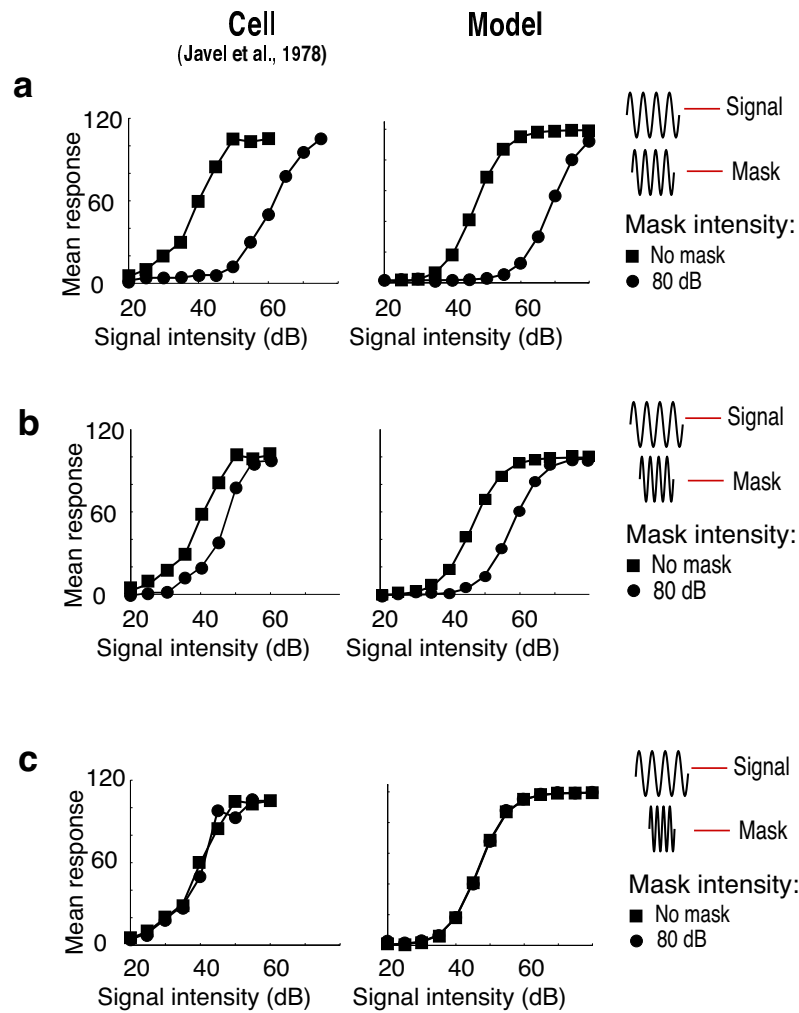 Cell
(Javel et al., 1978)
Model
a
120
60
0
Mean response
20 40 60
Signal intensity (dB)
20 40 60
Signal intensity (dB)
Signal
Mask
Mask intensity:
No mask
80 dB
b
120
60
0
Mean response
20 40 60
Signal intensity (dB)
20 40 60
Signal intensity (dB)
Signal
Mask
Mask intensity:
No mask
80 dB
c
120
60
0
Mean response
20 40 60
Signal intensity (dB)
20 40 60
Signal intensity (dB)
Signal
Mask
Mask intensity:
No mask
80 dB